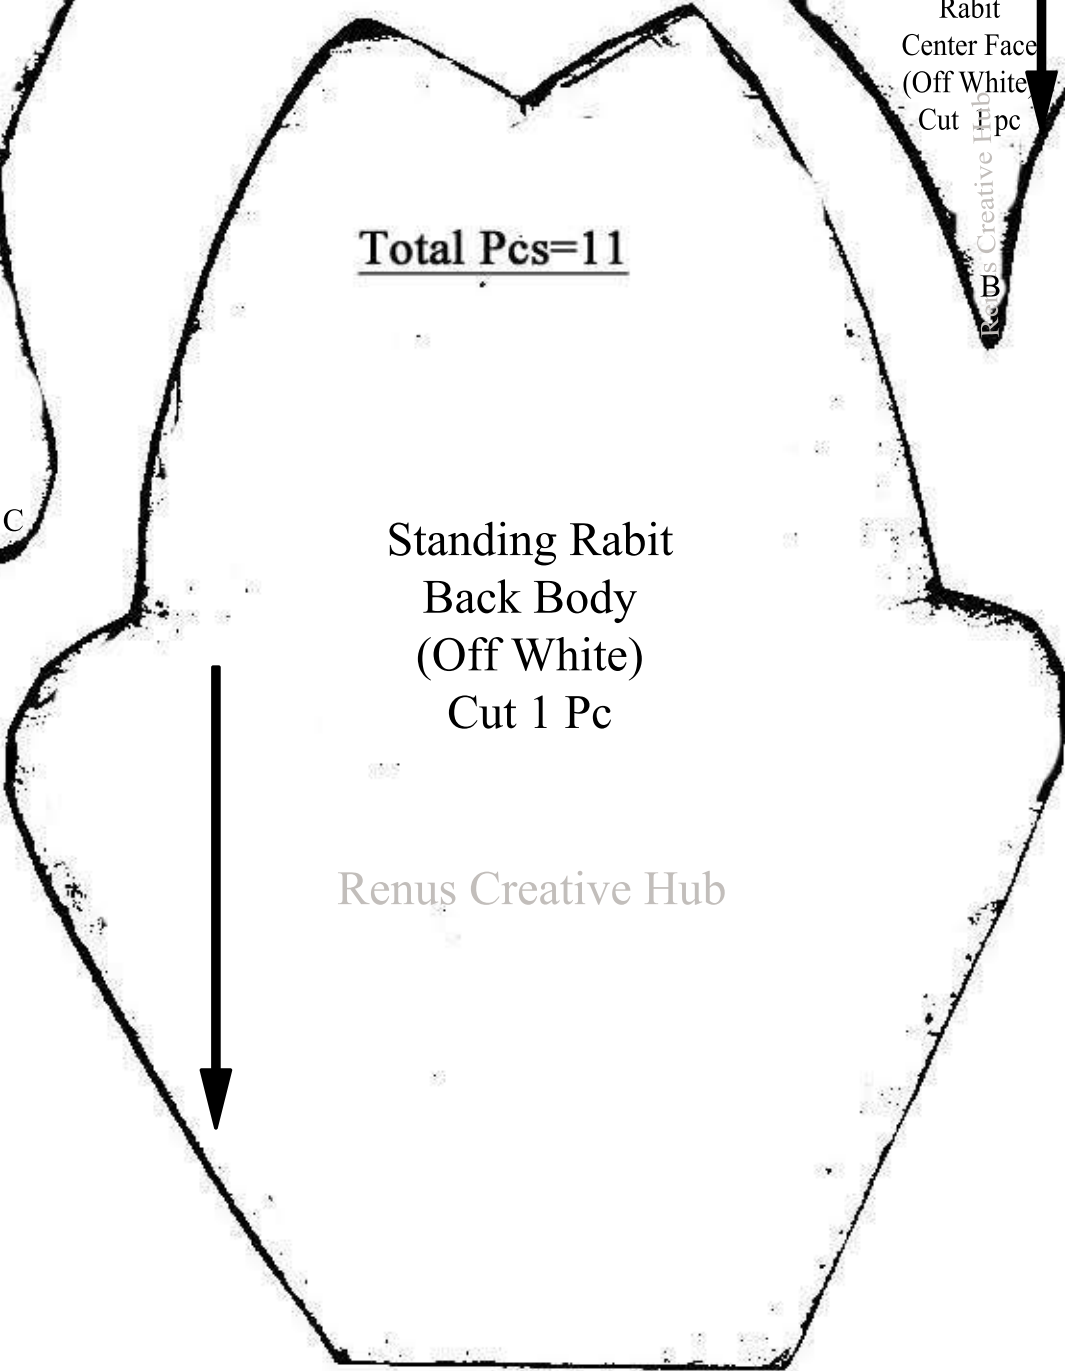 Rabit
Center Face
(Off White
Cut 1 pc
Renus Creative Hub
B
Total Pcs=11
C
Standing Rabit
Back Body
(Off White)
Cut 1 Pc
Renus Creative Hub